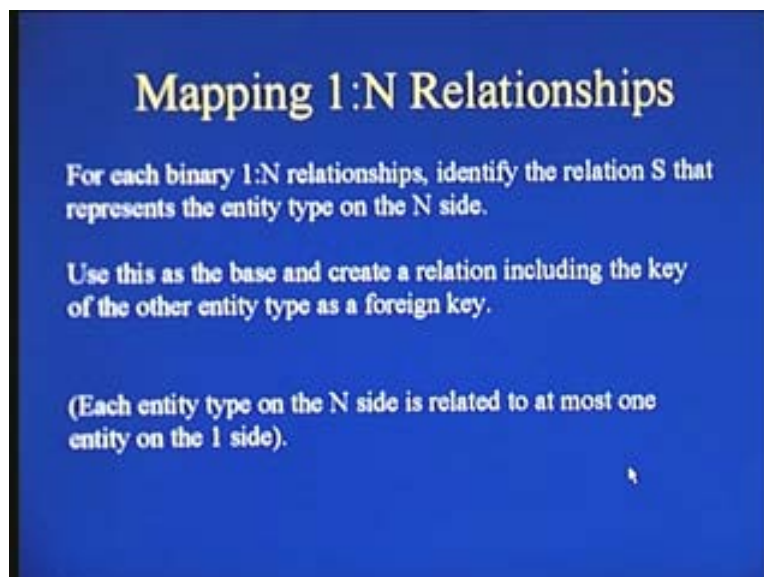 Mapping 1:N Relationships
For each binary 1:N relationships, identify the relation S that
represents the entity type on the N side.
Use this as the base and create a relation including the key
of the other entity type as a foreign key.
(Each entity type on the N side is related to at most one
entity on the 1 side).